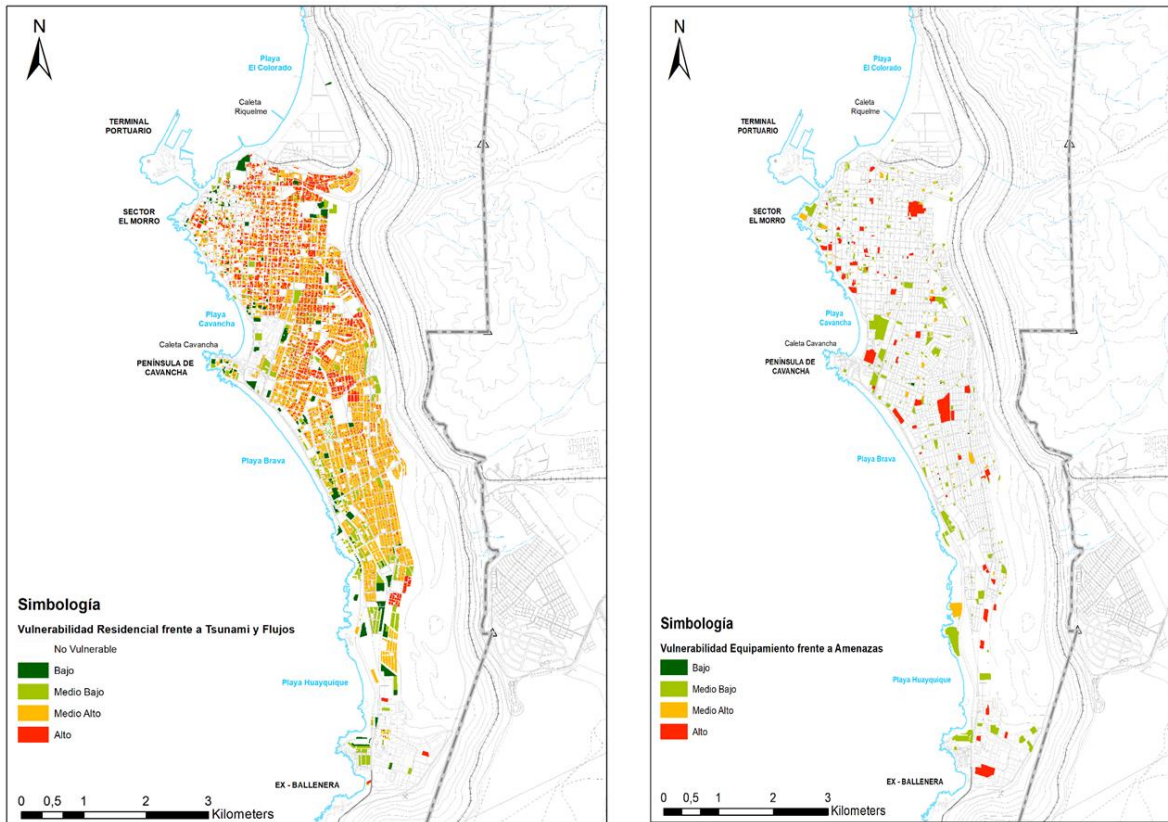 N
Playa
El Colorado
Caleta
Riquelme
TERMINAL
PORTUARIO
SECTOR
EL MORRO
Playa
Cavancha
Caleta Cavancha
PENÍNSULA DE
CAVANCHA
Playa Brava
Playa Huayquique
EX - BALLENERA
Simbología
Vulnerabilidad Residencial frente a Tsunami y Flujos
No Vulnerable
Bajo
Medio Bajo
Medio Alto
Alto
0 0,5 1 2 3
Kilometers
N
Playa
El Colorado
Caleta
Riquelme
TERMINAL
PORTUARIO
SECTOR
EL MORRO
Playa
Cavancha
Caleta Cavancha
PENÍNSULA DE
CAVANCHA
Playa Brava
Playa Huayquique
EX - BALLENERA
Simbología
Vulnerabilidad Equipamiento frente a Amenazas
Bajo
Medio Bajo
Medio Alto
Alto
0 0,5 1 2 3
Kilometers